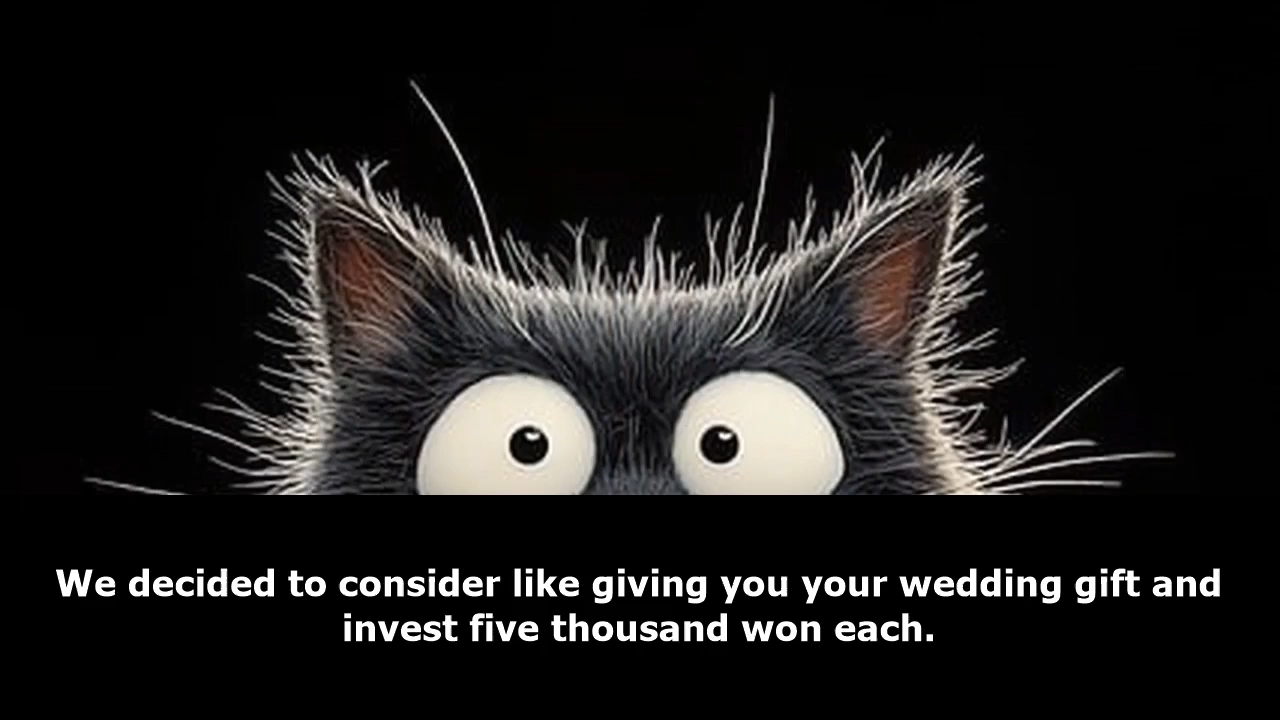 We decided to consider like giving you your wedding gift and
invest five thousand won each.